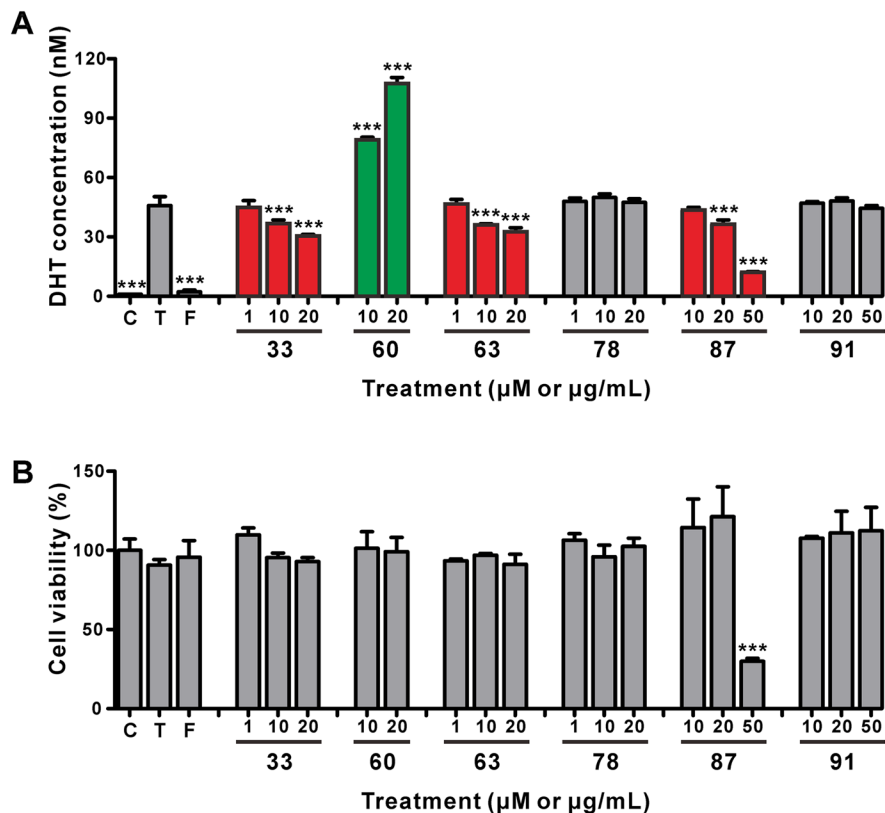 A
DHT concentration (nM)
120
90
60
30
0
*** *** *** *** *** *** *** *** *** ***
C T F 1 10 20 10 20 1 10 20 1 10 20 10 20 50 10 20 50
33 60 63 78 87 91
Treatment (µM or µg/mL)
B
Cell viability (%)
150
100
50
0
***
C T F 1 10 20 10 20 1 10 20 1 10 20 10 20 50 10 20 50
33 60 63 78 87 91
Treatment (µM or µg/mL)